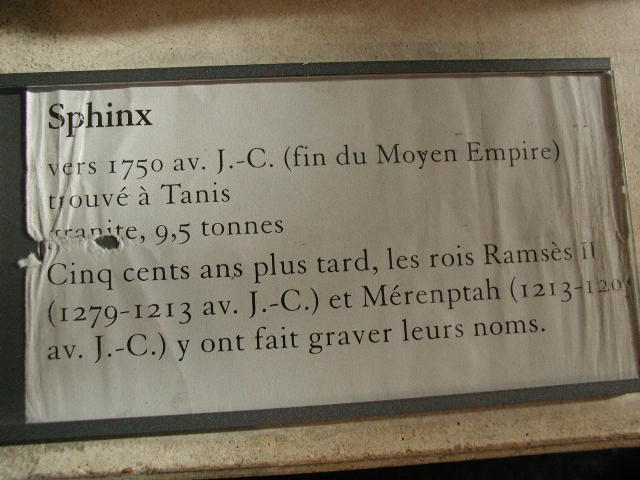 Sphinx
vers 1750 av. J.-C. (fin du Moyen Empire)
trouvé à Tanis
granite, 9,5 tonnes
Cinq cents ans plus tard, les rois Ramsès II
(1279-1213 av. J.-C.) et Mérenptah (1213-1203
av. J.-C.) y ont fait graver leurs noms.